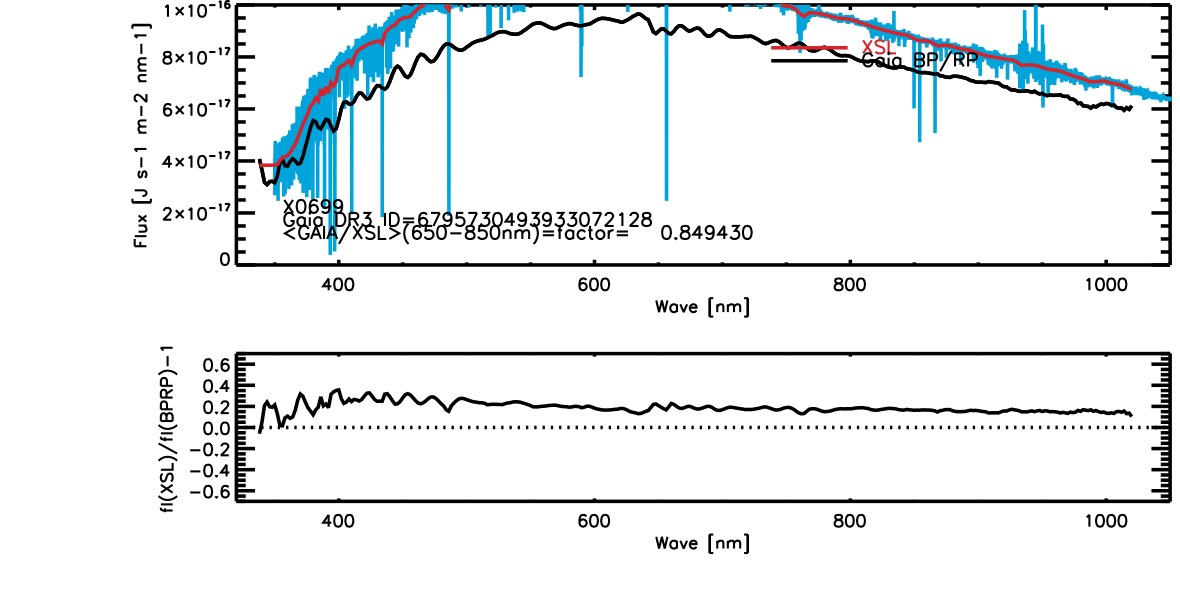 1×10−16
8×10−17
6×10−17
4×10−17
2×10−17
0
Flux [J s−1 m−2 nm−1]
XSL
Gaia BP/RP
X0699
Gaia DR3 ID=6795730493933072128
<GAIA/XSL>(650−850nm)=factor= 0.849430
400 600 800 1000
Wave [nm]
0.6
0.4
0.2
0.0
−0.2
−0.4
−0.6
fl(XSL)/fl(BPRP)−1
400 600 800 1000
Wave [nm]